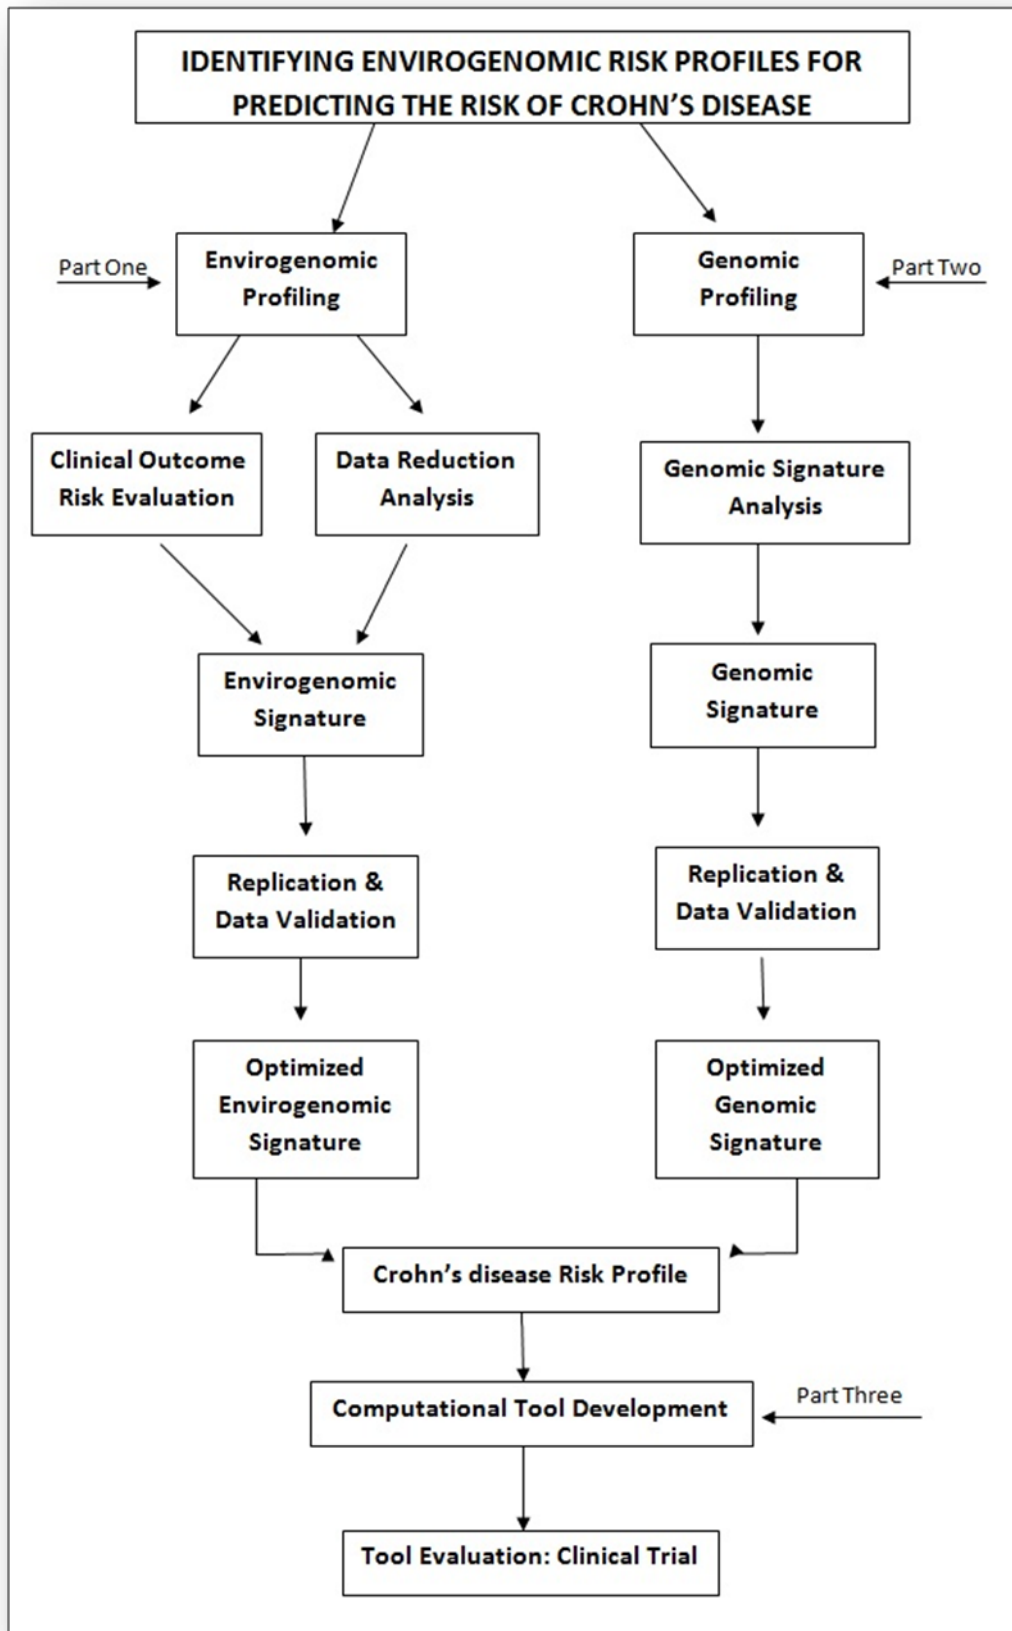 IDENTIFYING ENVIROGENOMIC RISK PROFILES FOR
PREDICTING THE RISK OF CROHN’S DISEASE
Part One
Envirogenomic
Profiling
Genomic
Profiling
Part Two
Clinical Outcome
Risk Evaluation
Data Reduction
Analysis
Genomic Signature
Analysis
Envirogenomic
Signature
Genomic
Signature
Replication &
Data Validation
Replication &
Data Validation
Optimized
Envirogenomic
Signature
Optimized
Genomic
Signature
Crohn’s disease Risk Profile
Computational Tool Development
Part Three
Tool Evaluation: Clinical Trial